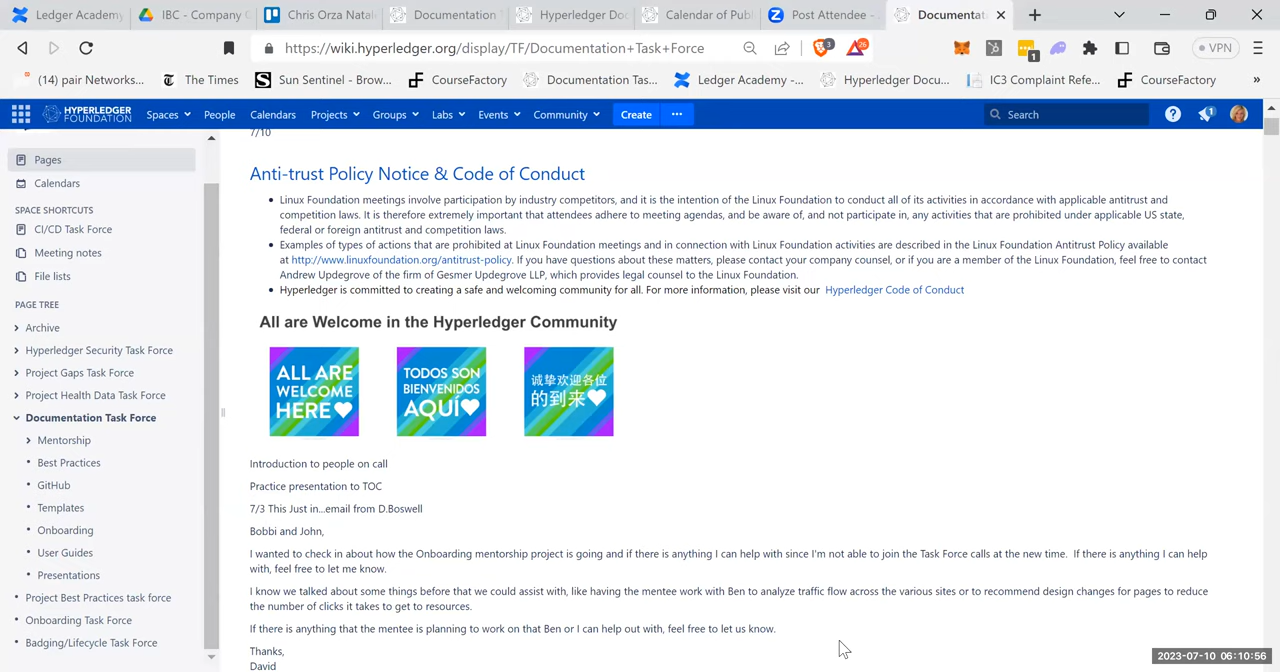 Ledger Academy
IBC - Company
Chris Orza Natale
Documentation
Hyperledger Doc
Calendar of Pub
Post Attendee -
Documentat
https://wiki.hyperledger.org/display/TF/Documentation+Task+Force
3
26
1
VPN
(14) pair Networks...
The Times
Sun Sentinel - Brow...
CourseFactory
Documentation Tas...
Ledger Academy -...
Hyperledger Docu...
IC3 Complaint Refe...
CourseFactory
»
HYPERLEDGER
FOUNDATION
Spaces
People
Calendars
Projects
Groups
Labs
Events
Community
Create
···
Search
1
Pages
Calendars
SPACE SHORTCUTS
CI/CD Task Force
Meeting notes
File lists
PAGE TREE
Archive
Hyperledger Security Task Force
Project Gaps Task Force
Project Health Data Task Force
Documentation Task Force
Mentorship
Best Practices
GitHub
Templates
Onboarding
User Guides
Presentations
Project Best Practices task force
Onboarding Task Force
Badging/Lifecycle Task Force
7/10
Anti-trust Policy Notice & Code of Conduct
• Linux Foundation meetings involve participation by industry competitors, and it is the intention of the Linux Foundation to conduct all of its activities in accordance with applicable antitrust and
competition laws. It is therefore extremely important that attendees adhere to meeting agendas, and be aware of, and not participate in, any activities that are prohibited under applicable US state,
federal or foreign antitrust and competition laws.
• Examples of types of actions that are prohibited at Linux Foundation meetings and in connection with Linux Foundation activities are described in the Linux Foundation Antitrust Policy available
at http://www.linuxfoundation.org/antitrust-policy. If you have questions about these matters, please contact your company counsel, or if you are a member of the Linux Foundation, feel free to contact
Andrew Updegrove of the firm of Gesmer Updegrove LLP, which provides legal counsel to the Linux Foundation.
• Hyperledger is committed to creating a safe and welcoming community for all. For more information, please visit our Hyperledger Code of Conduct
All are Welcome in the Hyperledger Community
ALL ARE
WELCOME
HERE
TODOS SON
BIENVENIDOS
AQUÍ
诚挚欢迎各位
的到来
Introduction to people on call
Practice presentation to TOC
7/3 This Just in...email from D.Boswell
Bobbi and John,
I wanted to check in about how the Onboarding mentorship project is going and if there is anything I can help with since I'm not able to join the Task Force calls at the new time. If there is anything I can help
with, feel free to let me know.
I know we talked about some things before that we could assist with, like having the mentee work with Ben to analyze traffic flow across the various sites or to recommend design changes for pages to reduce
the number of clicks it takes to get to resources.
If there is anything that the mentee is planning to work on that Ben or I can help out with, feel free to let us know.
Thanks,
David
2023-07-10 06:10:56